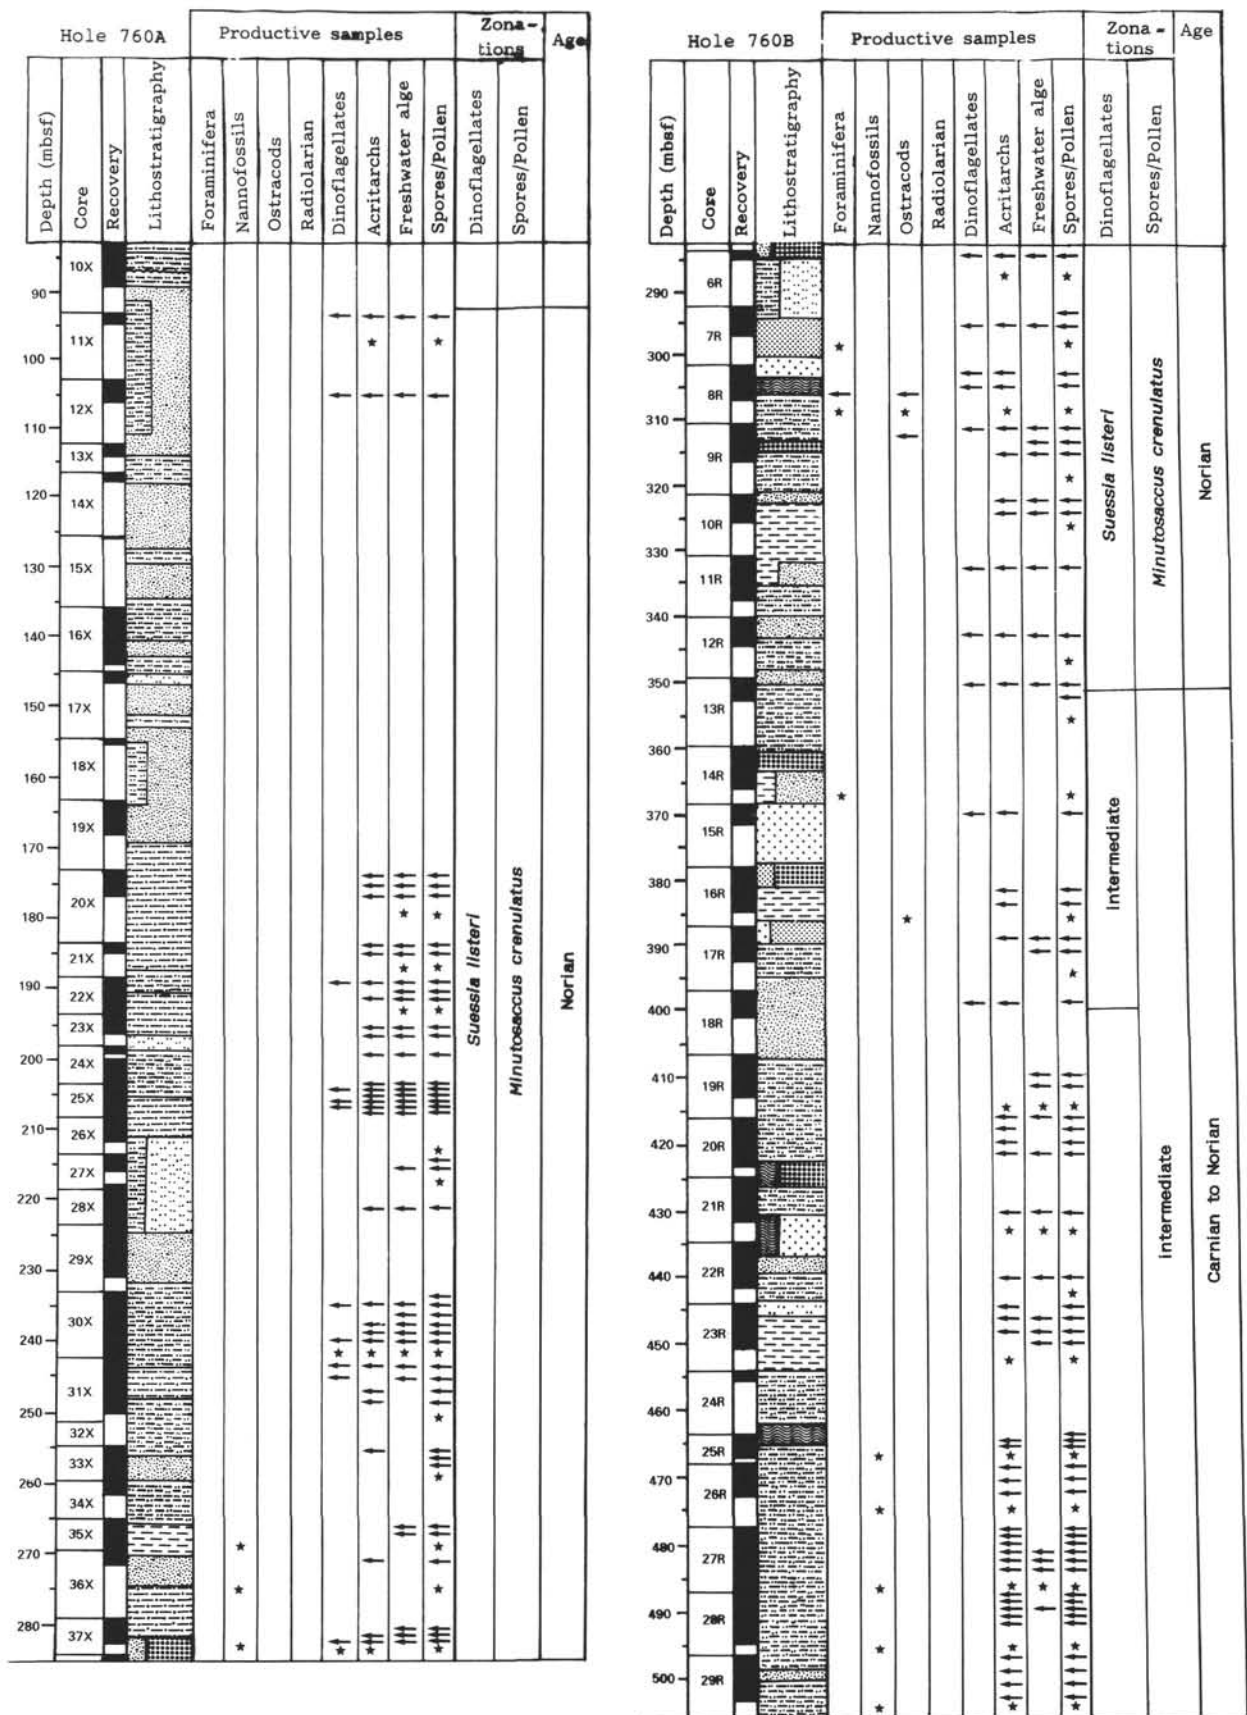 Hole 760A
Productive samples
Zona-
tions
Age
Depth (mbsf)
Core
Recovery
Lithostratigraphy
Foraminifera
Nannofossils
Ostracods
Radiolarian
Dinoflagellates
Acritarchs
Freshwater alge
Spores/Pollen
Dinoflagellates
Spores/Pollen
90
100
110
120
130
140
150
160
170
180
190
200
210
220
230
240
250
260
270
280
10X
11X
12X
13X
14X
15X
16X
17X
18X
19X
20X
21X
22X
23X
24X
25X
26X
27X
28X
29X
30X
31X
32X
33X
34X
35X
36X
37X
Suessia listeri
Minutosaccus crenulatus
Norian
Hole 760B
Productive samples
Zona-
tions
Age
Depth (mbsf)
Core
Recovery
Lithostratigraphy
Foraminifera
Nannofossils
Ostracods
Radiolarian
Dinoflagellates
Acritarchs
Freshwater alge
Spores/Pollen
Dinoflagellates
Spores/Pollen
290
300
310
320
330
340
350
360
370
380
390
400
410
420
430
440
450
460
470
480
490
500
6R
7R
8R
9R
10R
11R
12R
13R
14R
15R
16R
17R
18R
19R
20R
21R
22R
23R
24R
25R
26R
27R
28R
29R
Suessia listeri
Minutosaccus crenulatus
Norian
Intermediate
Intermediate
Carnian to Norian